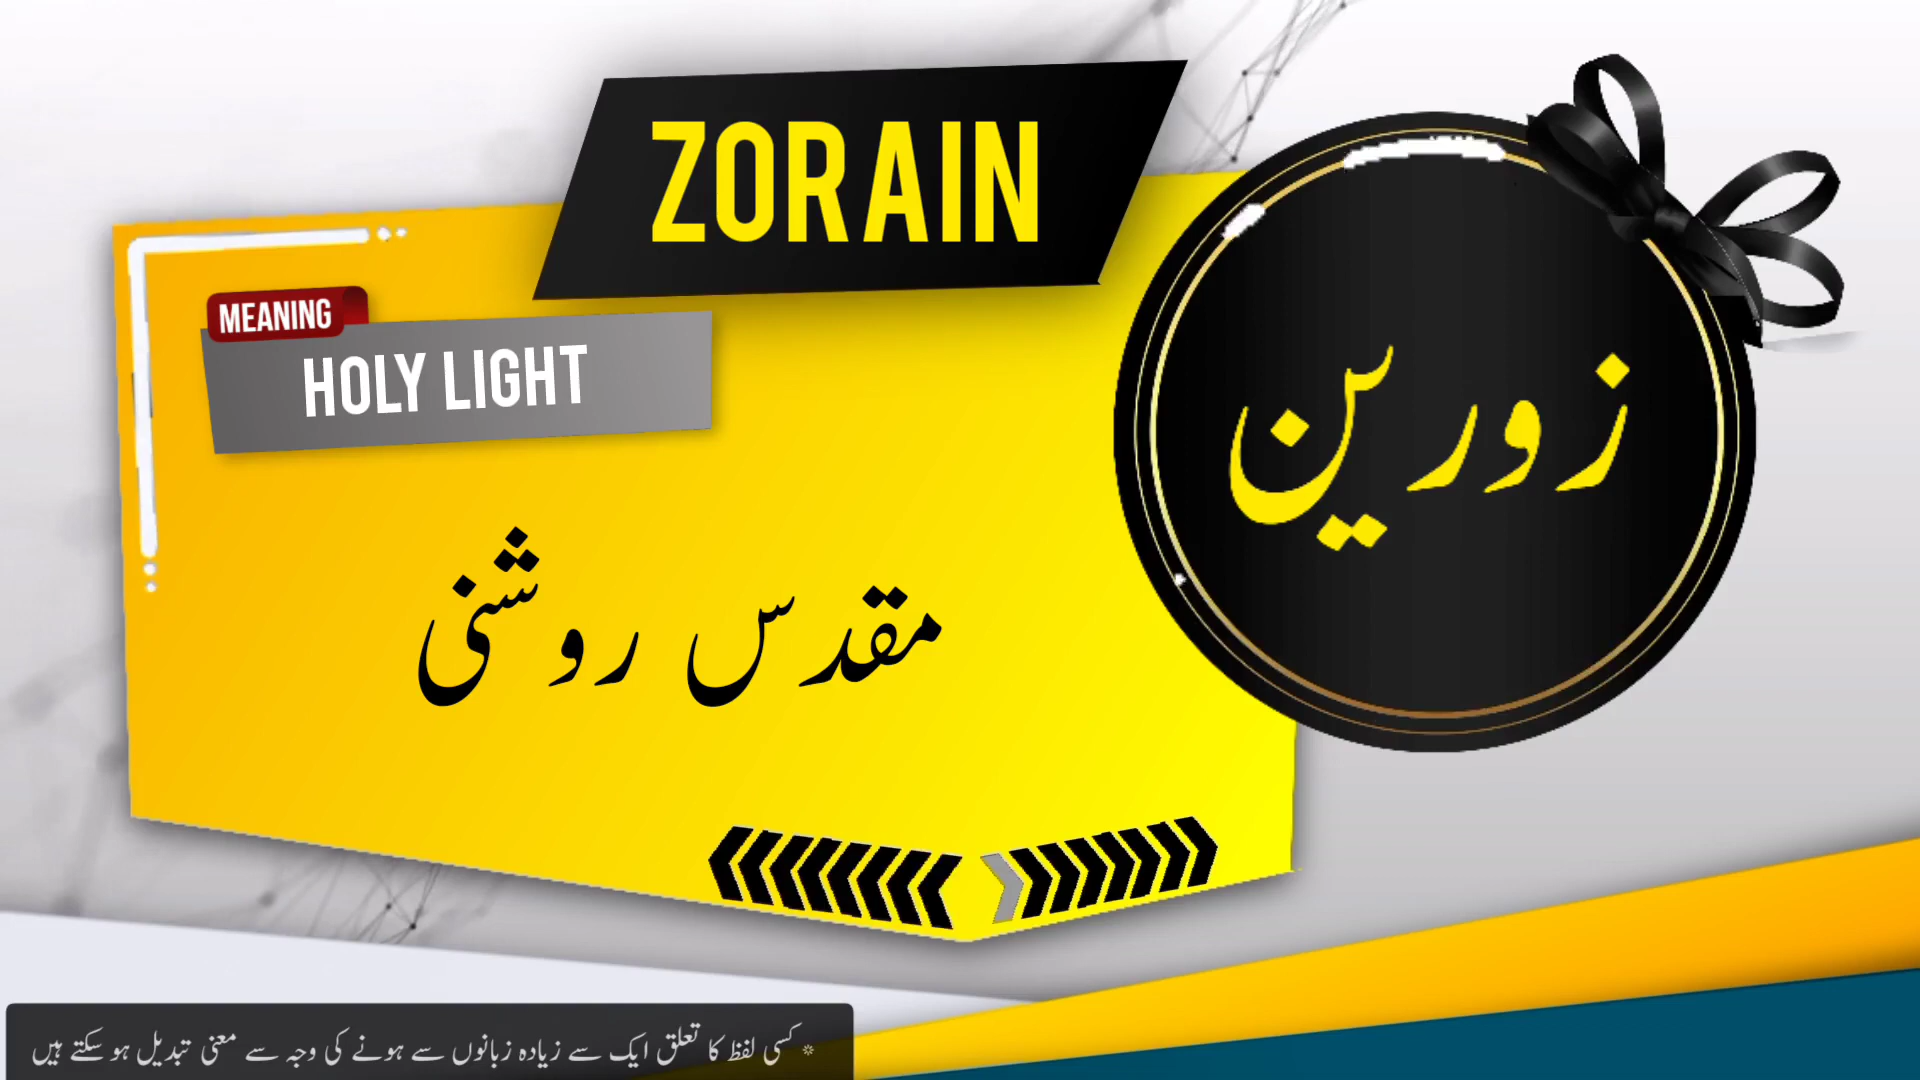 ZORAIN
زورین
MEANING
HOLY LIGHT
مقدس روشنی
* کسی لفظ کا تعلق ایک سے زیادہ زبانوں سے ہونے کی وجہ سے معنی تبدیل ہو سکتے ہیں